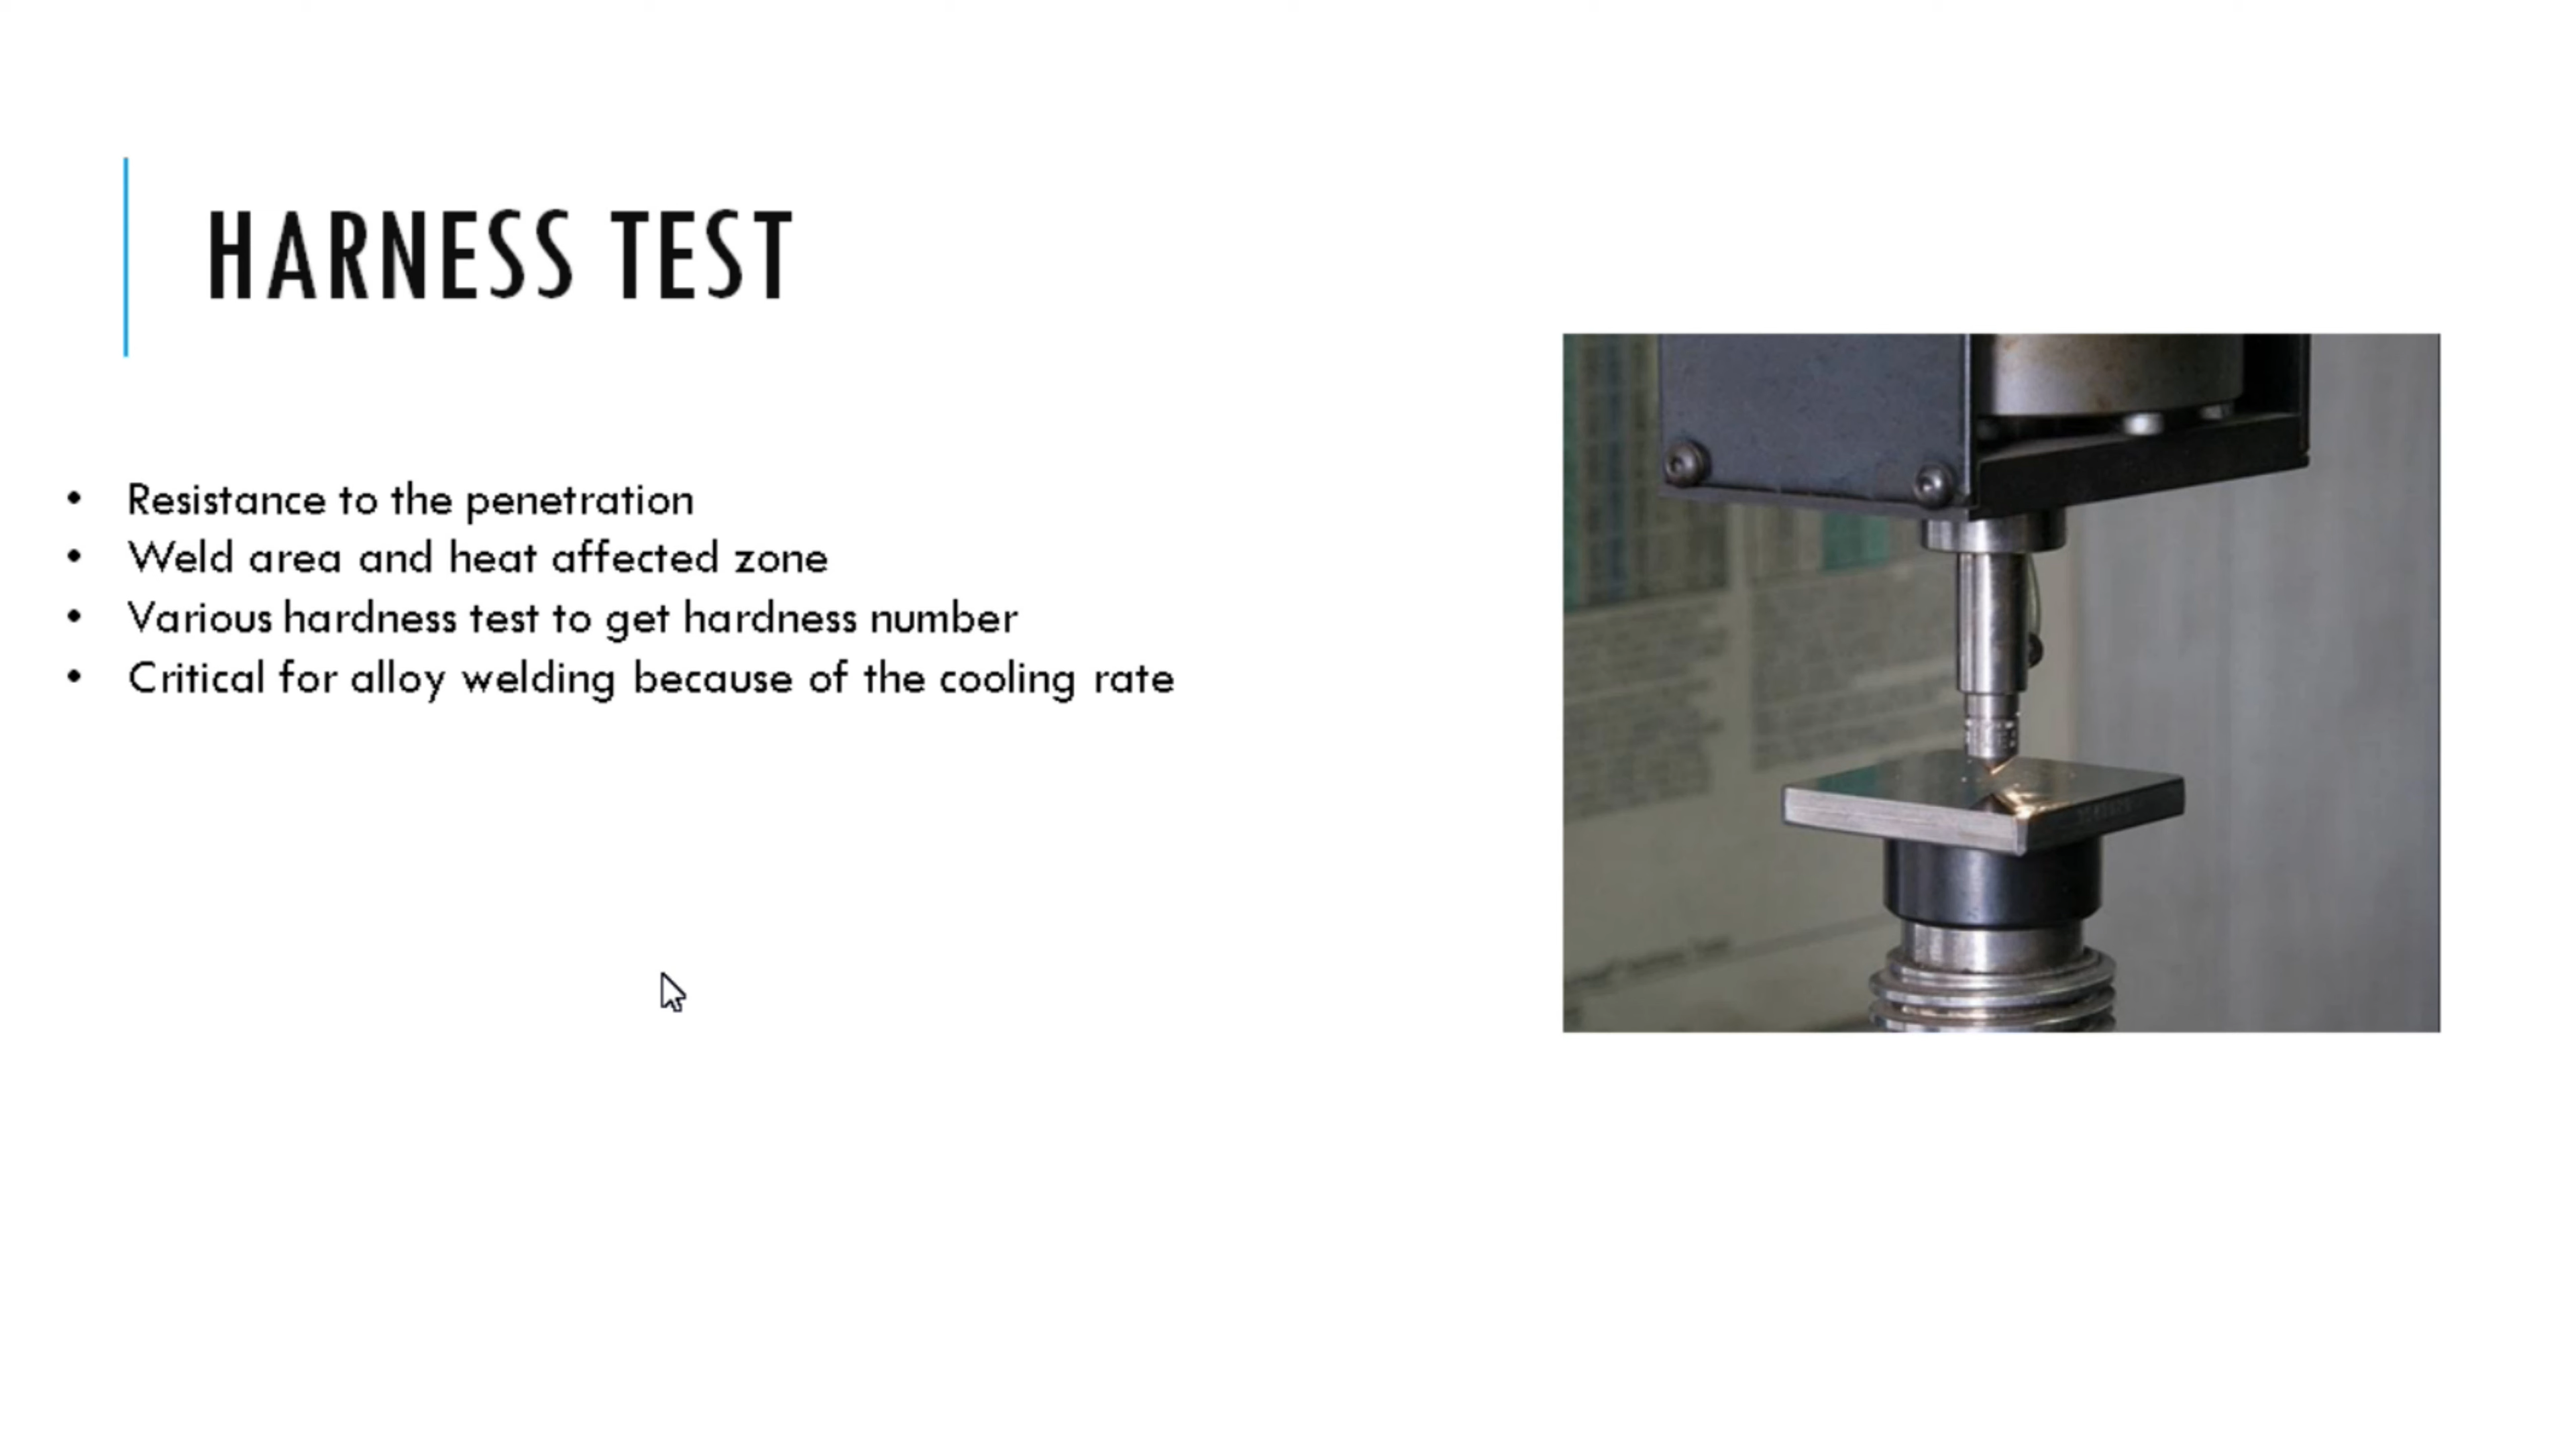 HARNESS TEST
• Resistance to the penetration
• Weld area and heat affected zone
• Various hardness test to get hardness number
• Critical for alloy welding because of the cooling rate